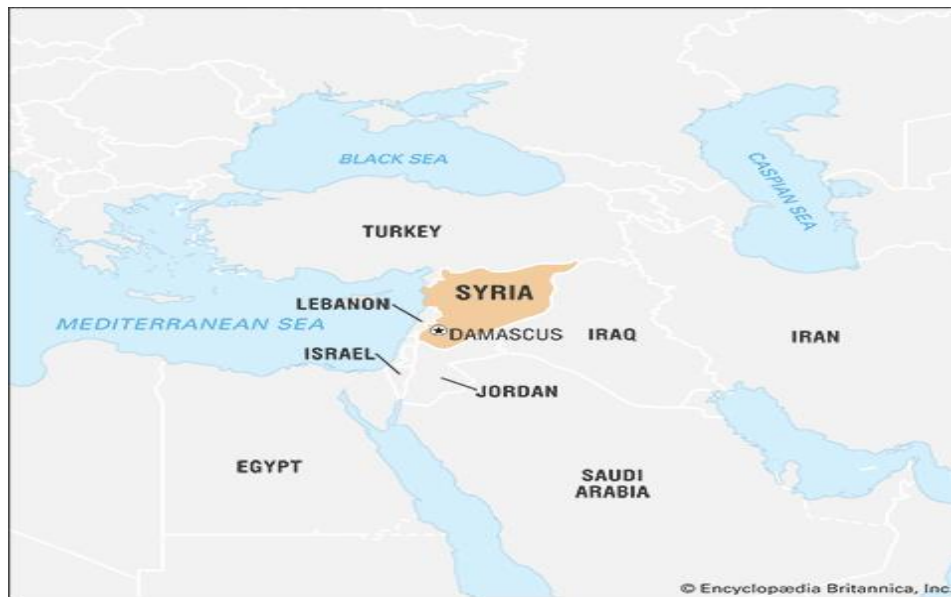 BLACK SEA
CASPIAN SEA
TURKEY
SYRIA
LEBANON
MEDITERRANEAN SEA
DAMASCUS
IRAQ
IRAN
ISRAEL
JORDAN
EGYPT
SAUDI
ARABIA
© Encyclopædia Britannica, Inc